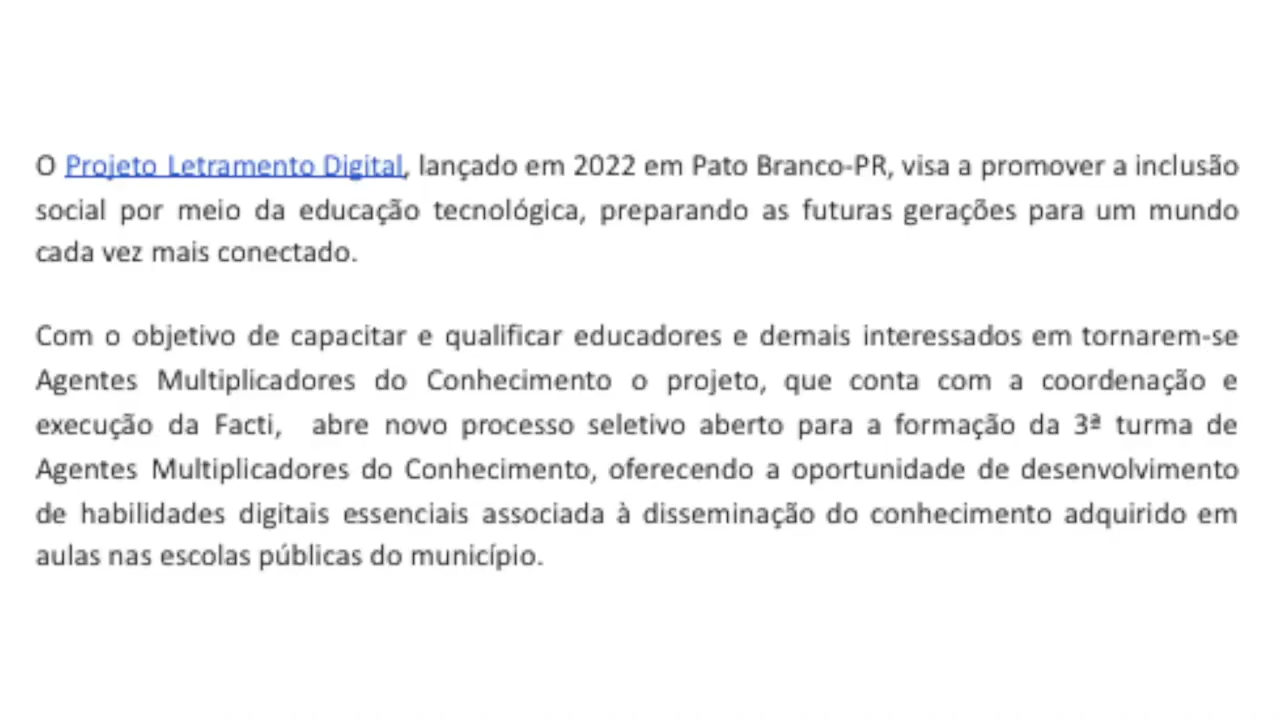 O Projeto Letramento Digital, lançado em 2022 em Pato Branco-PR, visa a promover a inclusão
social por meio da educação tecnológica, preparando as futuras gerações para um mundo
cada vez mais conectado.
Com o objetivo de capacitar e qualificar educadores e demais interessados em tornarem-se
Agentes Multiplicadores do Conhecimento o projeto, que conta com a coordenação e
execução da Facti, abre novo processo seletivo aberto para a formação da 3ª turma de
Agentes Multiplicadores do Conhecimento, oferecendo a oportunidade de desenvolvimento
de habilidades digitais essenciais associada à disseminação do conhecimento adquirido em
aulas nas escolas públicas do município.